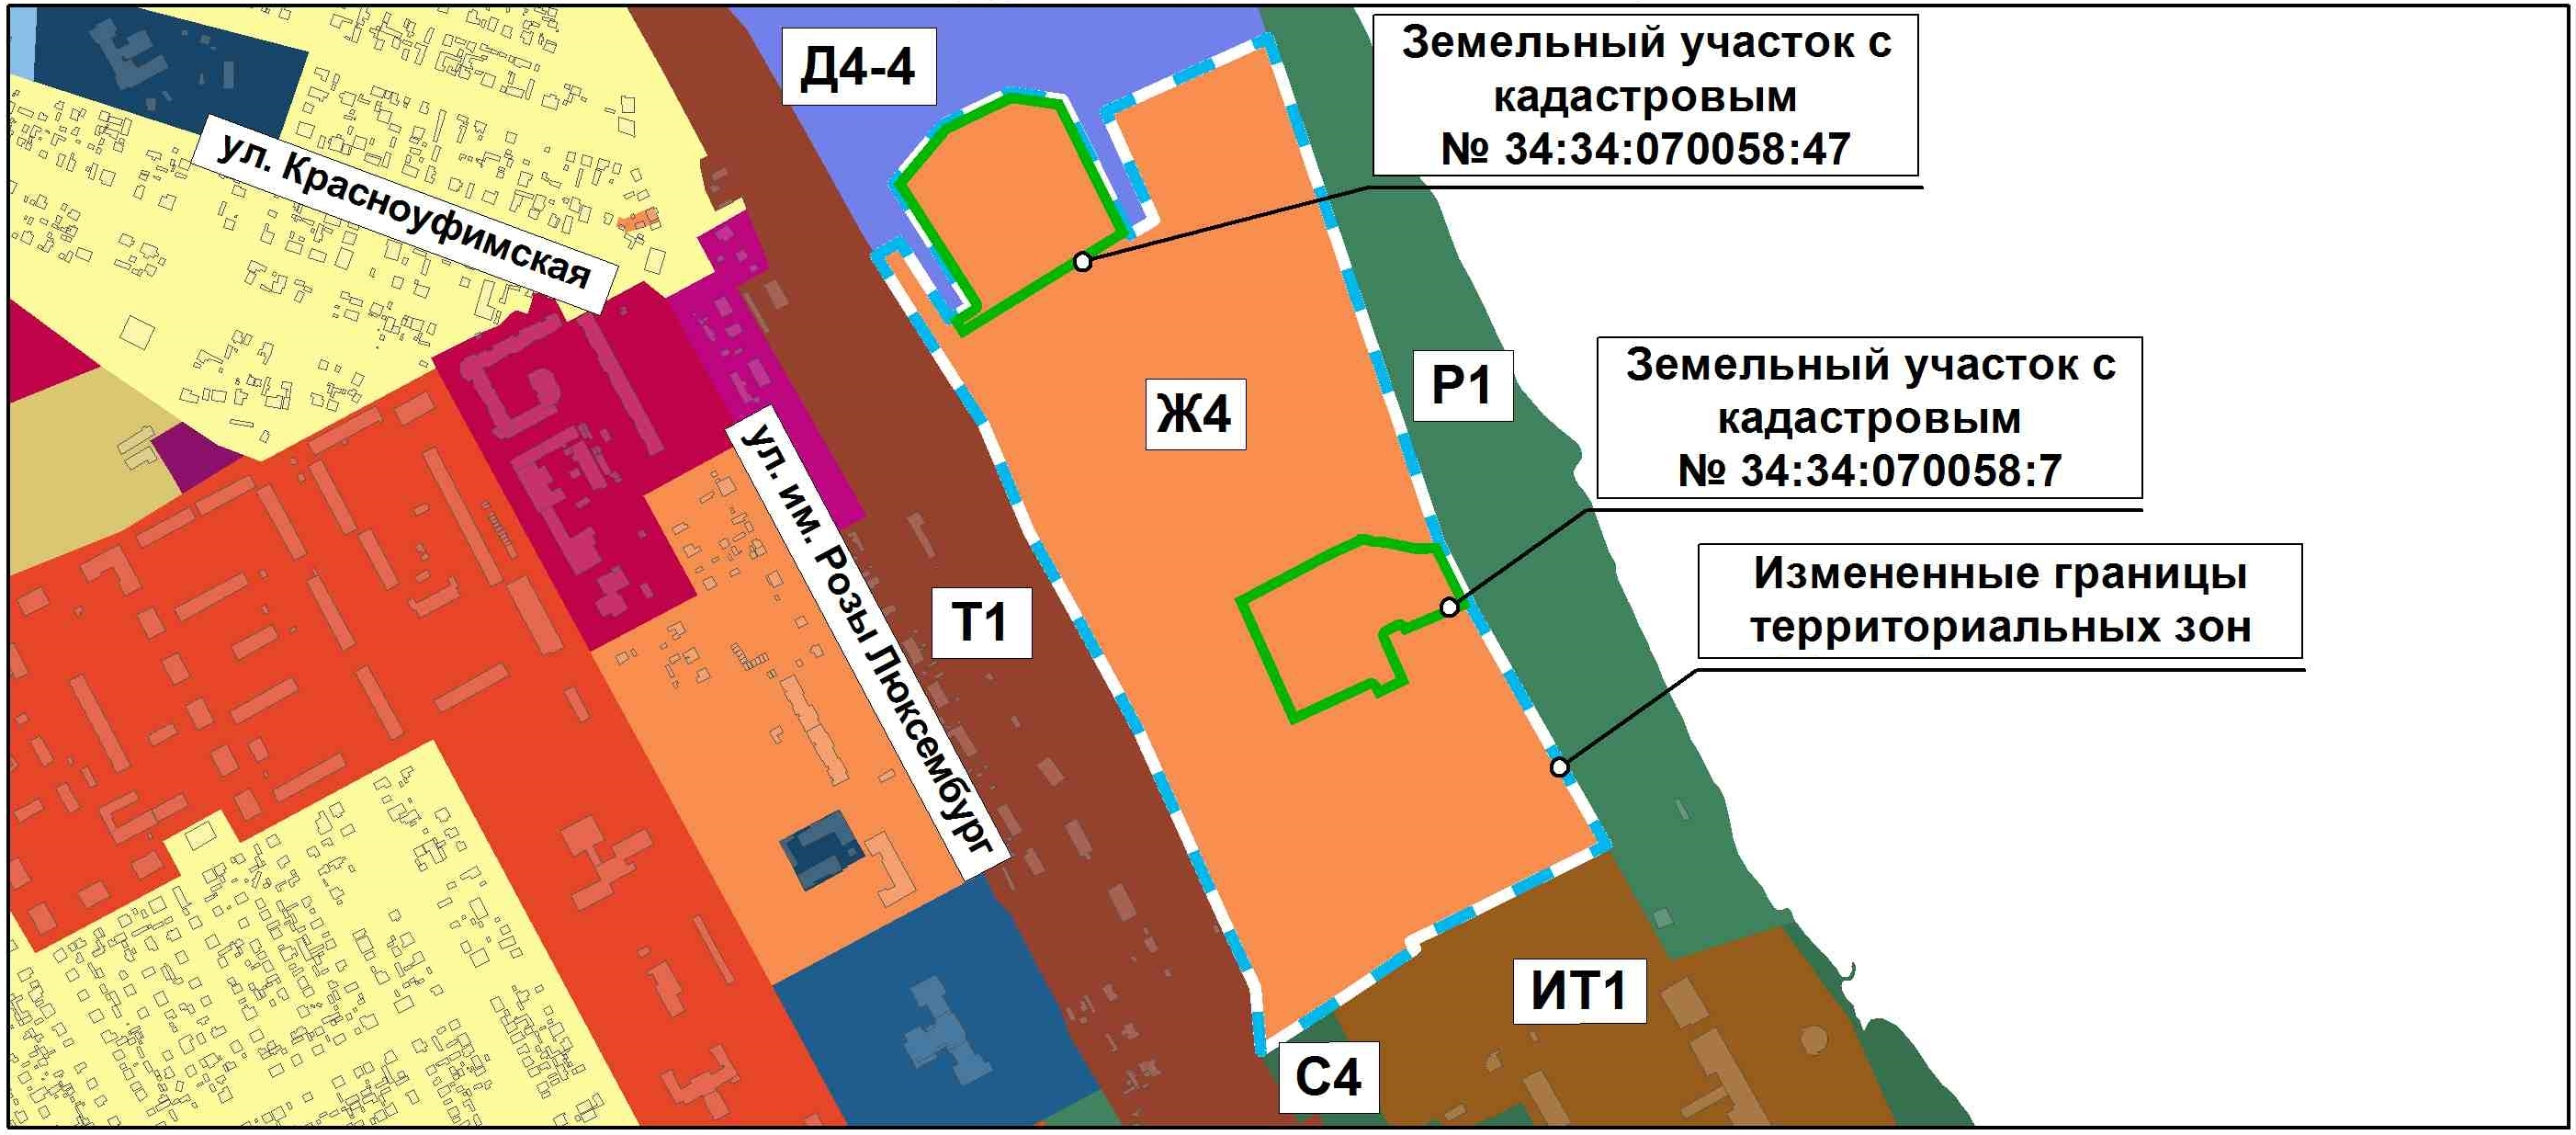 Д4-4
Земельный участок с
кадастровым
№ 34:34:070058:47
ул. Красноуфимская
Ж4
Р1
Земельный участок с
кадастровым
№ 34:34:070058:7
ул. им. Розы Люксембург
Т1
Измененные границы
территориальных зон
ИТ1
С4